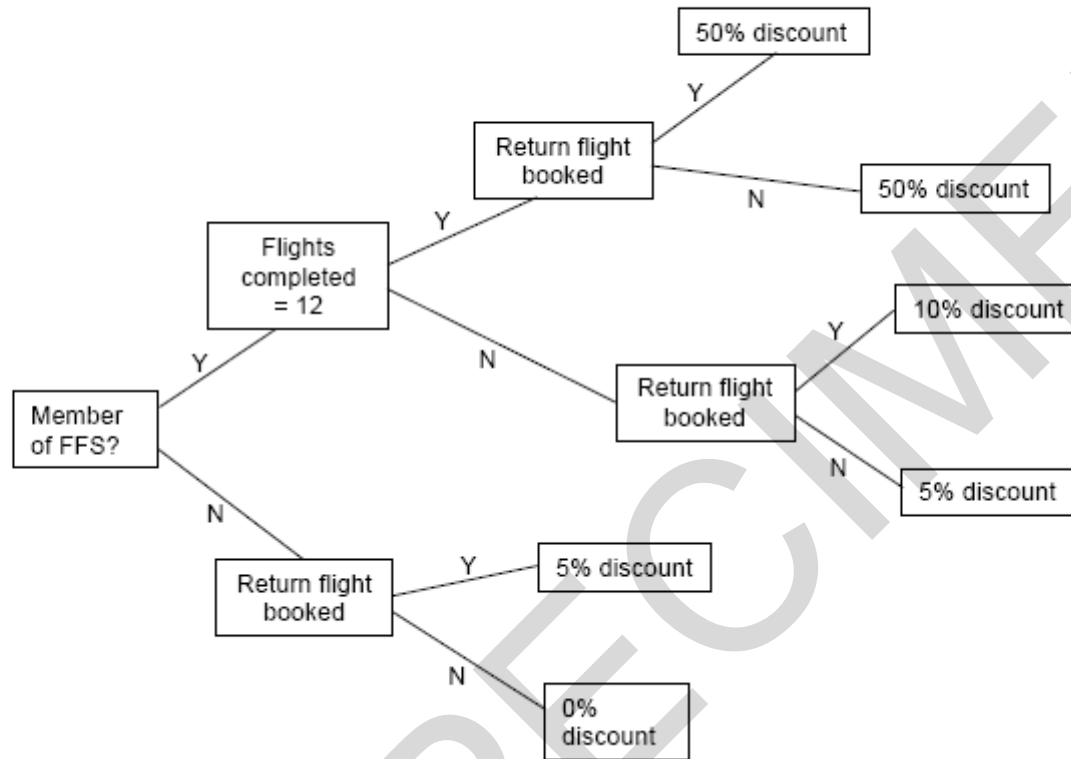 50% discount
Y
Return flight
booked
N
50% discount
Y
Flights
completed
= 12
10% discount
Y
N
Return flight
booked
Y
Member
of FFS?
N
5% discount
N
Y
5% discount
Return flight
booked
N
0%
discount
SPECIME